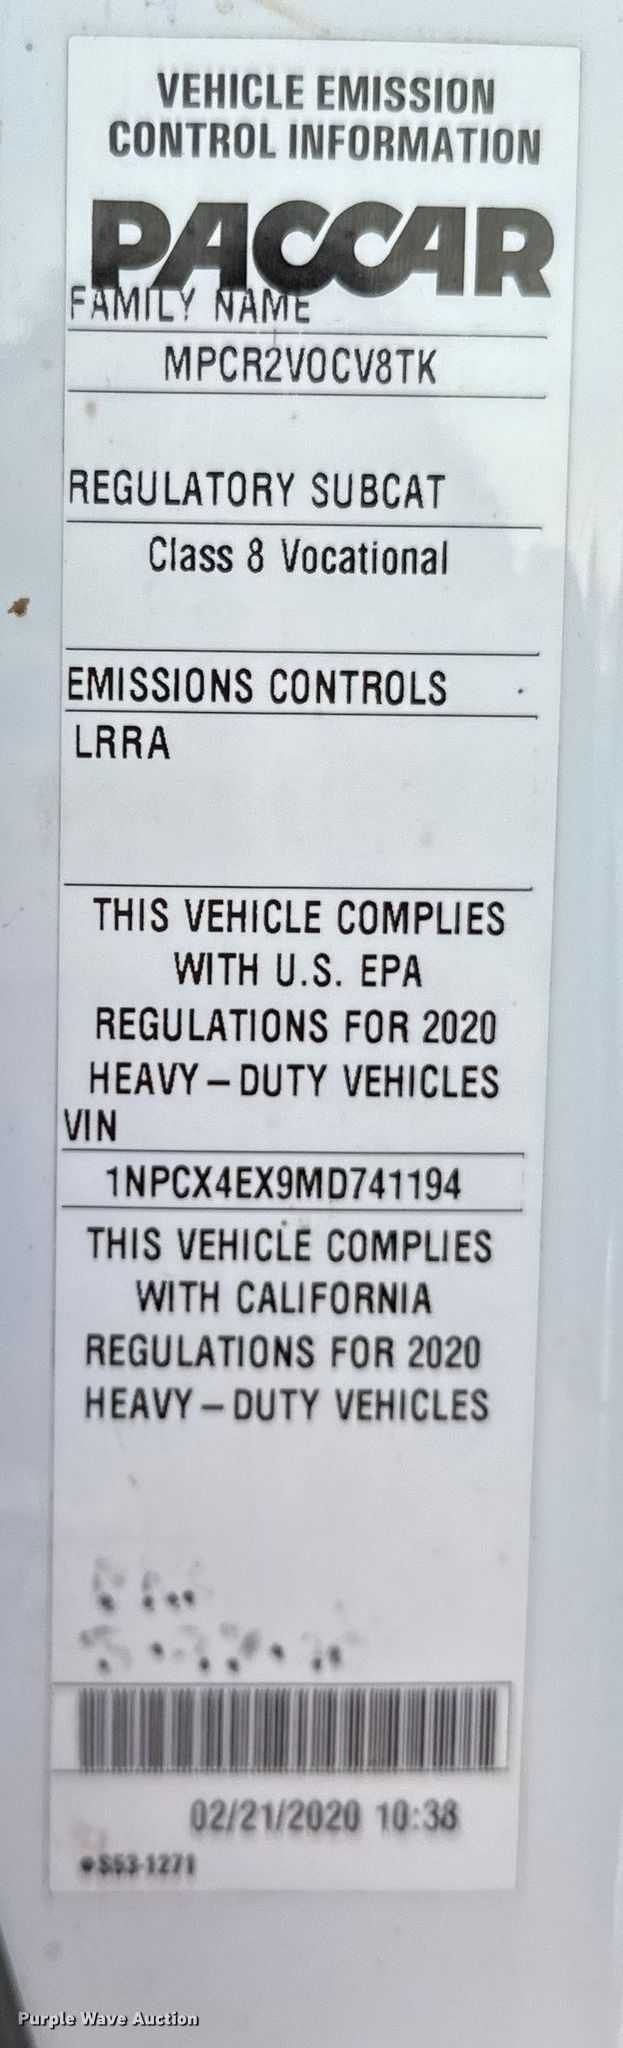 VEHICLE EMISSION
CONTROL INFORMATION
PACCAR
FAMILY NAME
MPCR2VOCV8TK
REGULATORY SUBCAT
Class 8 Vocational
EMISSIONS CONTROLS
LRRA
THIS VEHICLE COMPLIES
WITH U.S. EPA
REGULATIONS FOR 2020
HEAVY-DUTY VEHICLES
VIN
1NPCX4EX9MD741194
THIS VEHICLE COMPLIES
WITH CALIFORNIA
REGULATIONS FOR 2020
HEAVY-DUTY VEHICLES
02/21/2020 10:38
S53-1271
Purple Wave Auction